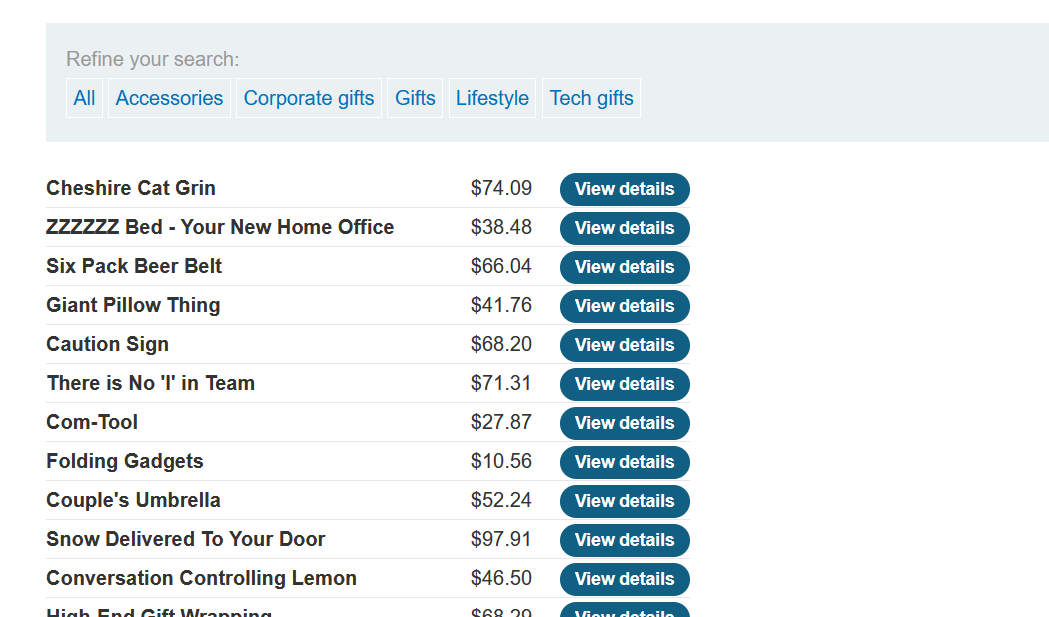 Refine your search:
All Accessories Corporate gifts Gifts Lifestyle Tech gifts
Cheshire Cat Grin $74.09 View details
ZZZZZZ Bed - Your New Home Office $38.48 View details
Six Pack Beer Belt $66.04 View details
Giant Pillow Thing $41.76 View details
Caution Sign $68.20 View details
There is No 'I' in Team $71.31 View details
Com-Tool $27.87 View details
Folding Gadgets $10.56 View details
Couple's Umbrella $52.24 View details
Snow Delivered To Your Door $97.91 View details
Conversation Controlling Lemon $46.50 View details
High-End Gift Wrapping $68.29 View details